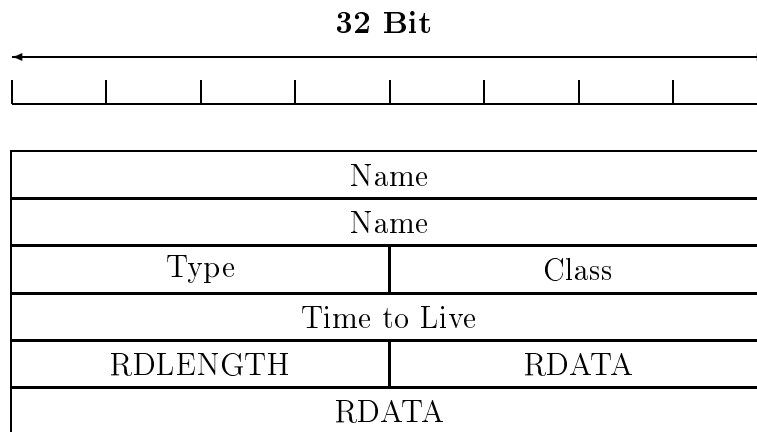 32 Bit
Name
Name
Type Class
Time to Live
RDLENGTH RDATA
RDATA